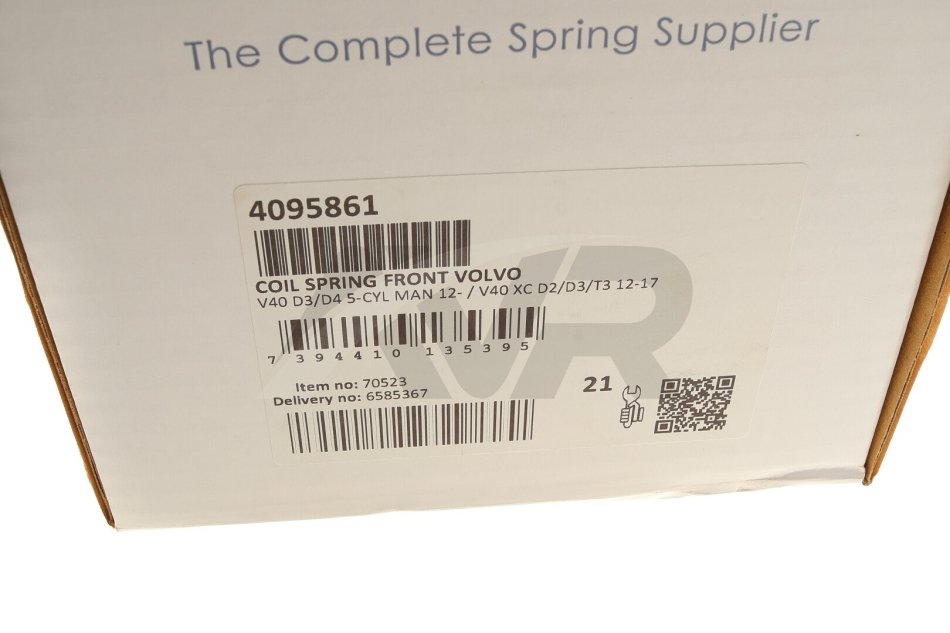 The Complete Spring Supplier
4095861
COIL SPRING FRONT VOLVO
V40 D3/D4 5-CYL MAN 12- / V40 XC D2/D3/T3 12-17
7 394410 135395
Item no: 70523
Delivery no: 6585367
21
VR